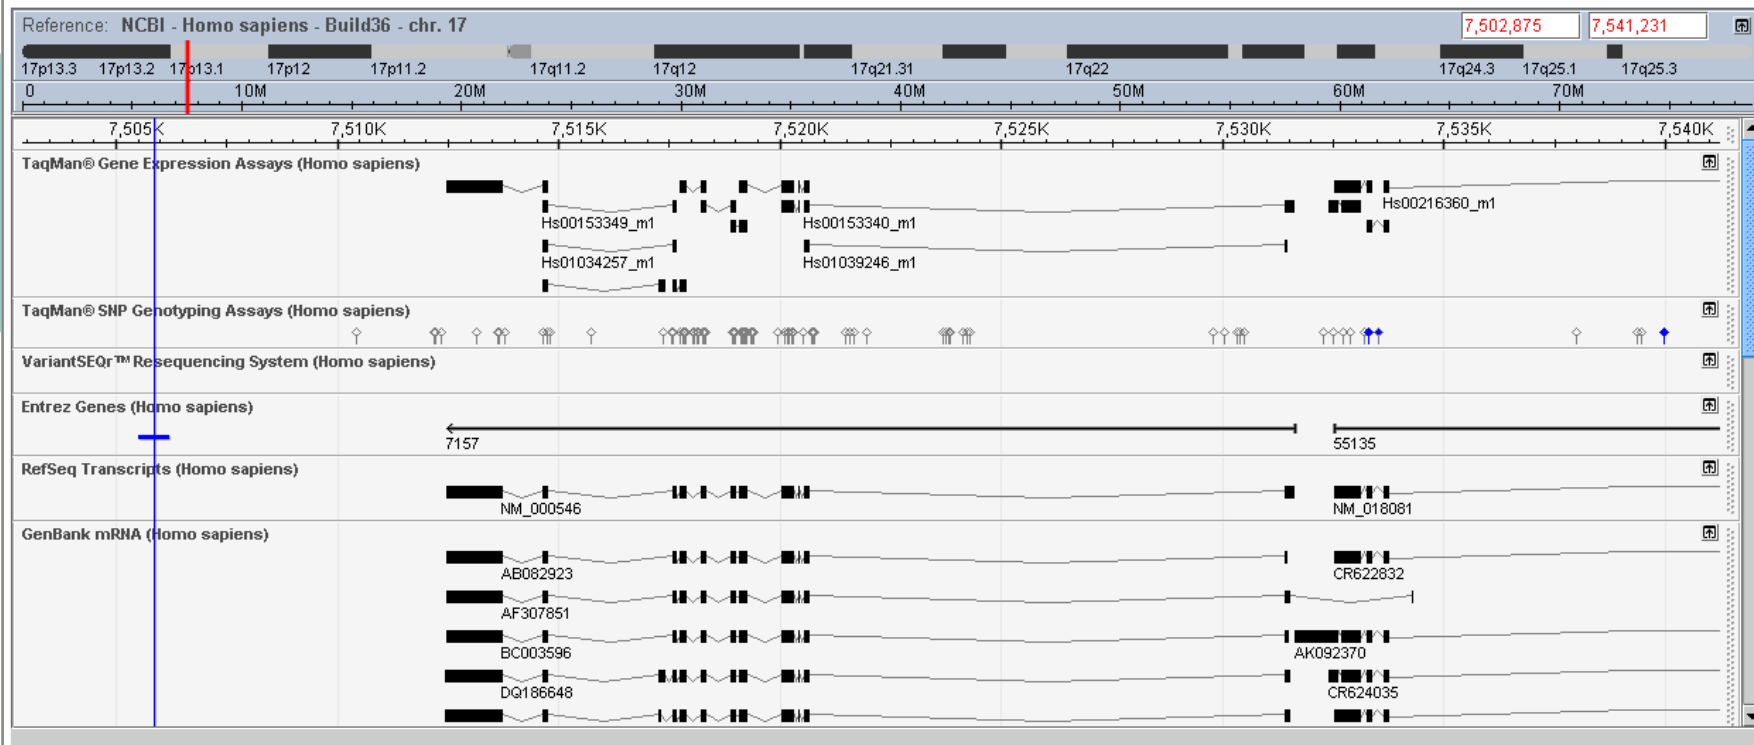 Reference: NCBI - Homo sapiens - Build36 - chr. 17 7,502,875 7,541,231
17p13.3 17p13.2 17p13.1 17p12 17p11.2 17q11.2 17q12 17q21.31 17q22 17q24.3 17q25.1 17q25.3
0 10M 20M 30M 40M 50M 60M 70M
7,505K 7,510K 7,515K 7,520K 7,525K 7,530K 7,535K 7,540K
TaqMan® Gene Expression Assays (Homo sapiens)
Hs00216360_m1
Hs00153349_m1 Hs00153340_m1
Hs01034257_m1 Hs01039246_m1
TaqMan® SNP Genotyping Assays (Homo sapiens)
VariantSEQr™ Resequencing System (Homo sapiens)
Entrez Genes (Homo sapiens)
7157 55135
RefSeq Transcripts (Homo sapiens)
NM_000546 NM_018081
GenBank mRNA (Homo sapiens)
AB082923 CR622832
AF307851
BC003596 AK092370
DQ186648 CR624035